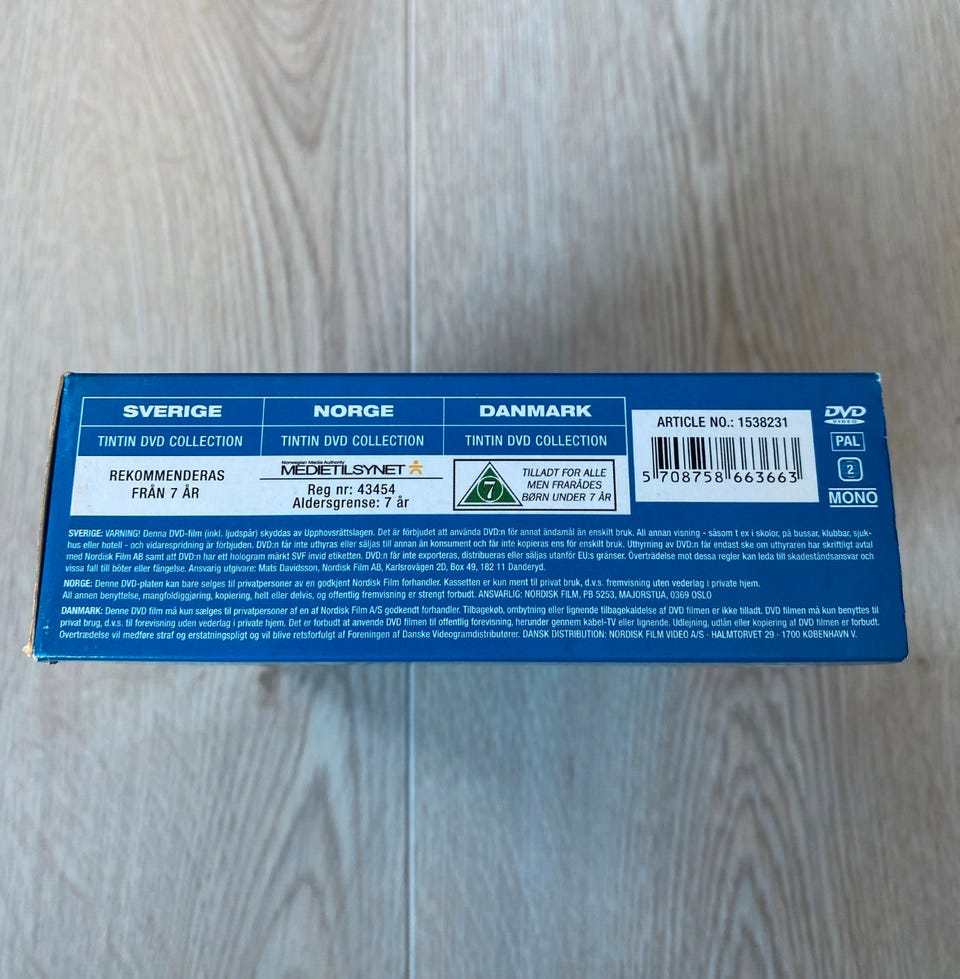 SVERIGE
NORGE
DANMARK
TINTIN DVD COLLECTION
TINTIN DVD COLLECTION
TINTIN DVD COLLECTION
REKOMMENDERAS
FRÅN 7 ÅR
Norwegian Media Authority
MEDIETILSYNET
Reg nr: 43454
Aldersgrense: 7 år
7
TILLADT FOR ALLE
MEN FRARÅDES
BØRN UNDER 7 ÅR
ARTICLE NO.: 1538231
5 708758 663663
DVD
VIDEO
PAL
2
MONO
SVERIGE: VARNING! Denna DVD-film (inkl. ljudspår) skyddas av Upphovsrättslagen. Det är förbjudet att använda DVD:n för annat ändamål än enskilt bruk. All annan visning - såsom t ex i skolor, på bussar, klubbar, sjuk-
hus eller hotell - och vidarespridning är förbjuden. DVD:n får inte uthyras eller säljas till annan än konsument och får inte kopieras ens för enskilt bruk. Uthyrning av DVD:n får endast ske om uthyraren har skriftligt avtal
med Nordisk Film AB samt att DVD:n har ett hologram märkt SVF invid etiketten. DVD:n får inte exporteras, distribueras eller säljas utanför EU:s gränser. Överträdelse mot dessa regler kan leda till skadeståndsansvar och
vissa fall till böter eller fängelse. Ansvarig utgivare: Mats Davidsson, Nordisk Film AB, Karlsrovägen 2D, Box 49, 182 11 Danderyd.
NORGE: Denne DVD-platen kan bare selges til privatpersoner av en godkjent Nordisk Film forhandler. Kassetten er kun ment til privat bruk, d.v.s. fremvisning uten vederlag i private hjem.
All annen benyttelse, mangfoldiggjøring, kopiering, helt eller delvis, og offentlig fremvisning er strengt forbudt. ANSVARLIG: NORDISK FILM, PB 5253, MAJORSTUA, 0369 OSLO
DANMARK: Denne DVD film må kun sælges til privatpersoner af en af Nordisk Film A/S godkendt forhandler. Tilbagekøb, ombytning eller lignende tilbagekaldelse af DVD filmen er ikke tilladt. DVD filmen må kun benyttes til
privat brug, d.v.s. til forevisning uden vederlag i private hjem. Det er forbudt at anvende DVD filmen til offentlig forevisning, herunder gennem kabel-TV eller lignende. Udlejning, udlån eller kopiering af DVD filmen er forbudt.
Overtrædelse vil medføre straf og erstatningspligt og vil blive retsforfulgt af Foreningen af Danske Videogramdistributører. DANSK DISTRIBUTION: NORDISK FILM VIDEO A/S - HALMTORVET 29 - 1700 KØBENHAVN V.